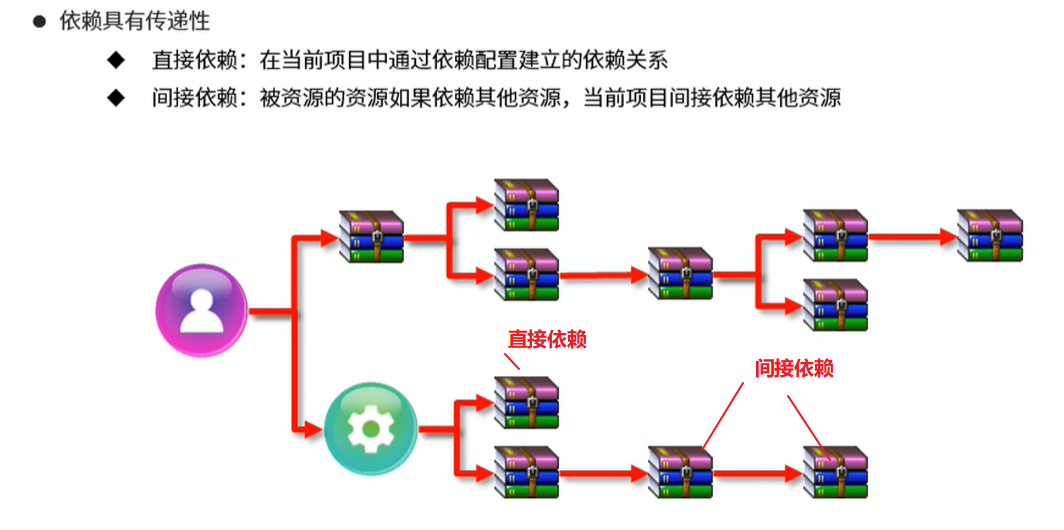 ● 依赖具有传递性
◆ 直接依赖：在当前项目中通过依赖配置建立的依赖关系
◆ 间接依赖：被资源的资源如果依赖其他资源，当前项目间接依赖其他资源
直接依赖
间接依赖